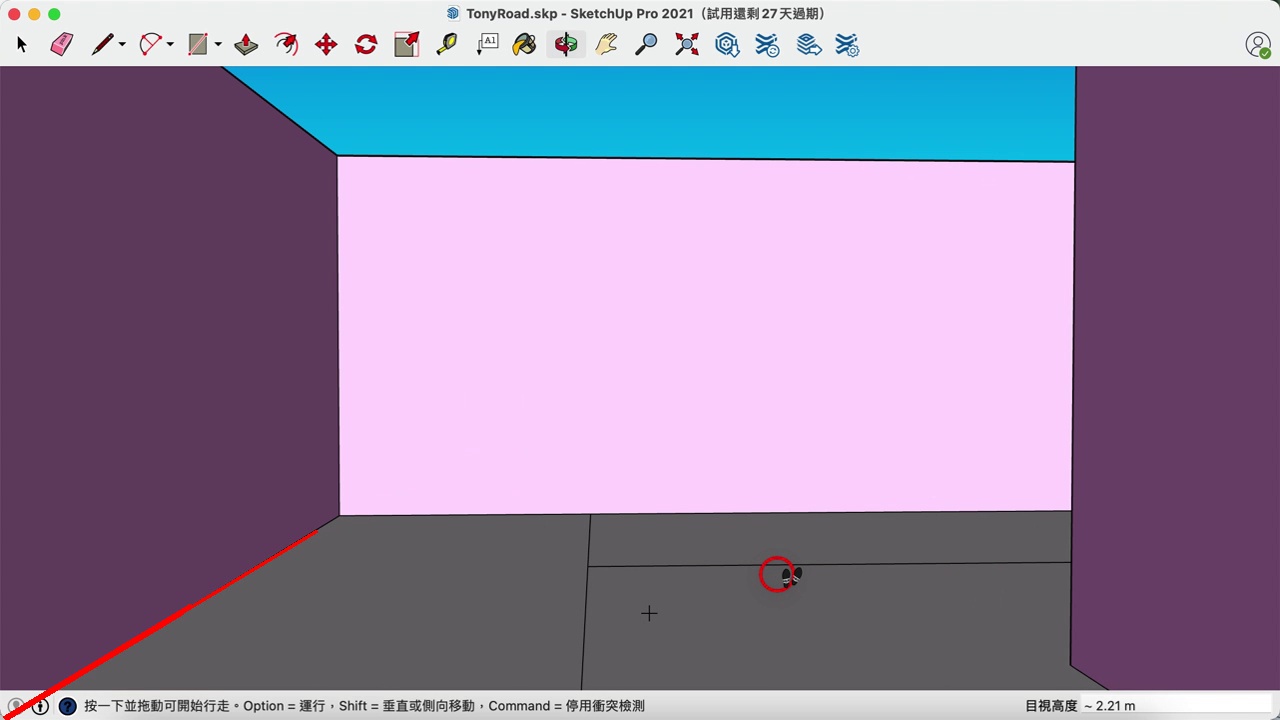 TonyRoad.skp - SketchUp Pro 2021（試用還剩 27 天過期）
A1
按一下並拖動可開始行走。Option = 運行，Shift = 垂直或側向移動，Command = 停用衝突檢測
目視高度 ~ 2.21 m